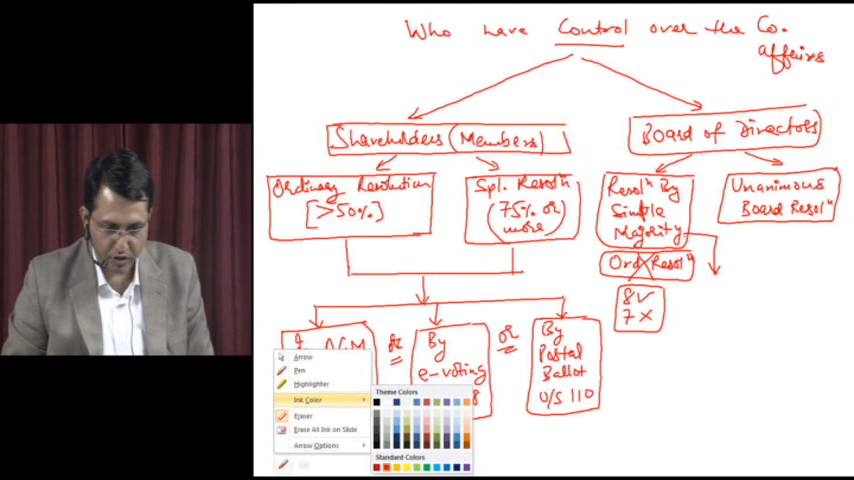 Who have Control over the Co.
affairs
Shareholders (Members)
Board of Directors
Ordinary Resolution
[>50%]
Spl. Resolⁿ
(75% or
more)
Resolⁿ By
Simple
Majority
Unanimous
Board Resolⁿ
Ord Resolⁿ
8✓
7 ×
or
By
e-voting
8
or
By
Postal
Ballot
U/S 110
Arrow
Pen
Highlighter
Ink Color
Eraser
Erase All Ink on Slide
Arrow Options
Theme Colors
Standard Colors